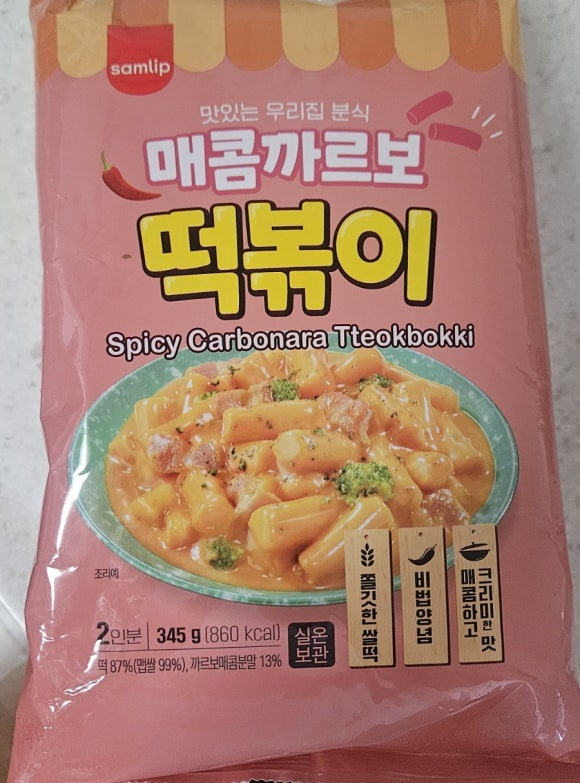 samlip
맛있는 우리집 분식
매콤까르보
떡볶이
Spicy Carbonara Tteokbokki
조리예
쫄깃한 쌀떡
비법양념
매콤하고
크리미한 맛
2인분 345 g (860 kcal)
실온
보관
떡 87%(맵쌀 99%), 까르보매콤분말 13%